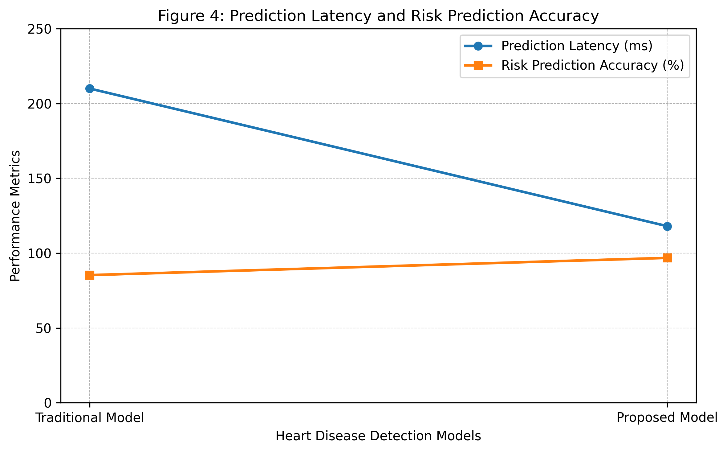 Figure 4: Prediction Latency and Risk Prediction Accuracy
Prediction Latency (ms)
Risk Prediction Accuracy (%)
Performance Metrics
250
200
150
100
50
0
Traditional Model
Proposed Model
Heart Disease Detection Models